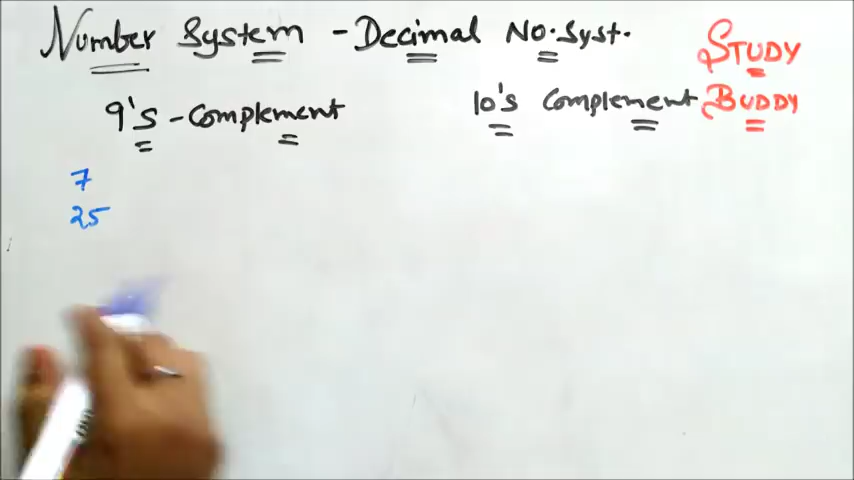 Number System - Decimal No. Syst.
STUDY
BUDDY
9's - Complement
10's Complement
7
25